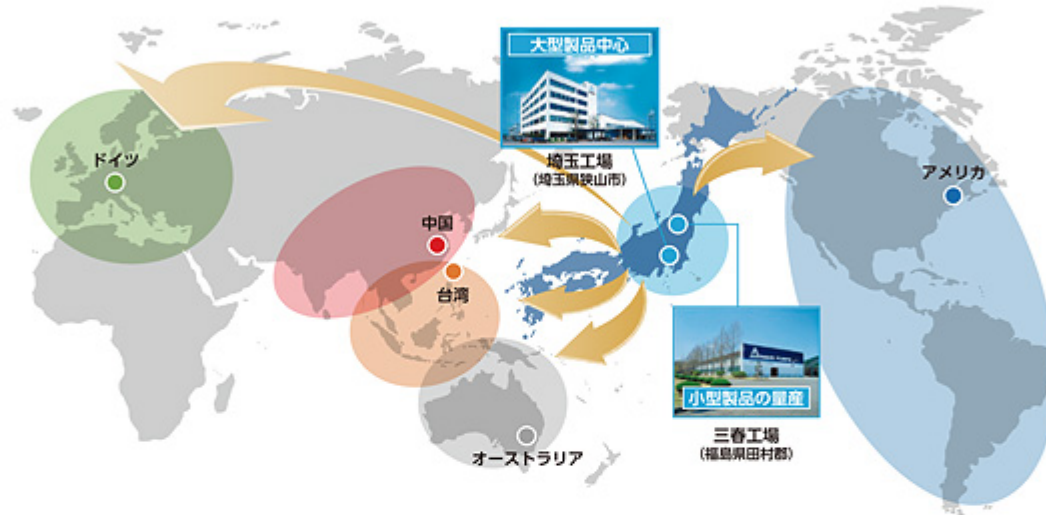 大型製品中心
埼玉工場
(埼玉県狭山市)
ドイツ
アメリカ
中国
台湾
小型製品の量産
三春工場
(福島県田村郡)
オーストラリア